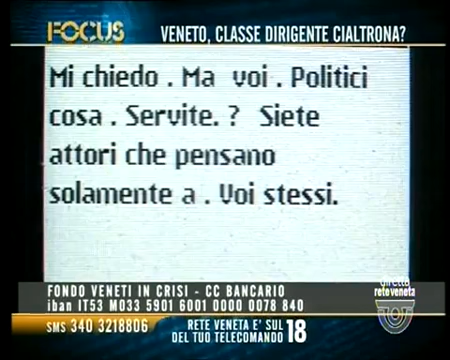 FOCUS
VENETO, CLASSE DIRIGENTE CIALTRONA?
Mi chiedo . Ma voi . Politici
cosa . Servite. ? Siete
attori che pensano
solamente a . Voi stessi.
diretta
reteveneta
FONDO VENETI IN CRISI - CC BANCARIO
iban IT53 M033 5901 6001 0000 0078 840
SMS 340 3218806
RETE VENETA E' SUL
DEL TUO TELECOMANDO 18